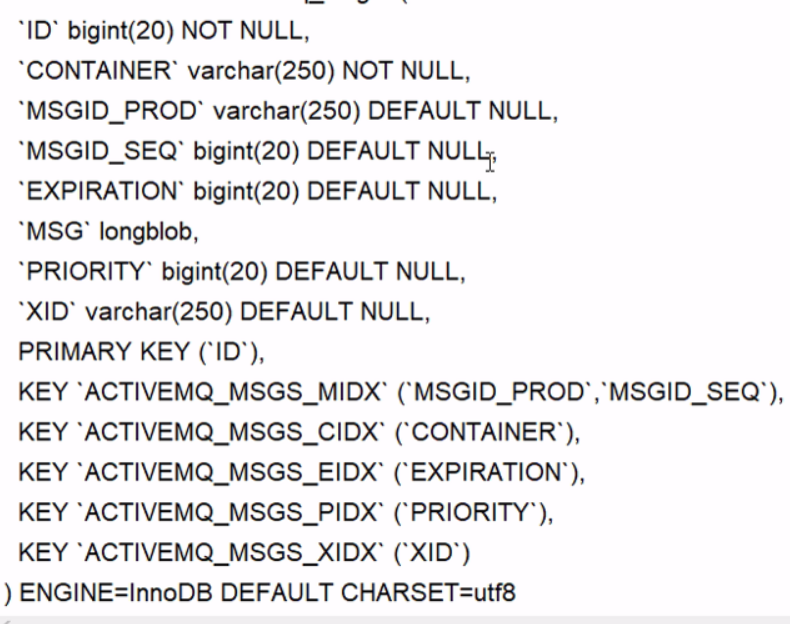 `ID` bigint(20) NOT NULL,
`CONTAINER` varchar(250) NOT NULL,
`MSGID_PROD` varchar(250) DEFAULT NULL,
`MSGID_SEQ` bigint(20) DEFAULT NULL,
`EXPIRATION` bigint(20) DEFAULT NULL,
`MSG` longblob,
`PRIORITY` bigint(20) DEFAULT NULL,
`XID` varchar(250) DEFAULT NULL,
PRIMARY KEY (`ID`),
KEY `ACTIVEMQ_MSGS_MIDX` (`MSGID_PROD`,`MSGID_SEQ`),
KEY `ACTIVEMQ_MSGS_CIDX` (`CONTAINER`),
KEY `ACTIVEMQ_MSGS_EIDX` (`EXPIRATION`),
KEY `ACTIVEMQ_MSGS_PIDX` (`PRIORITY`),
KEY `ACTIVEMQ_MSGS_XIDX` (`XID`)
) ENGINE=InnoDB DEFAULT CHARSET=utf8